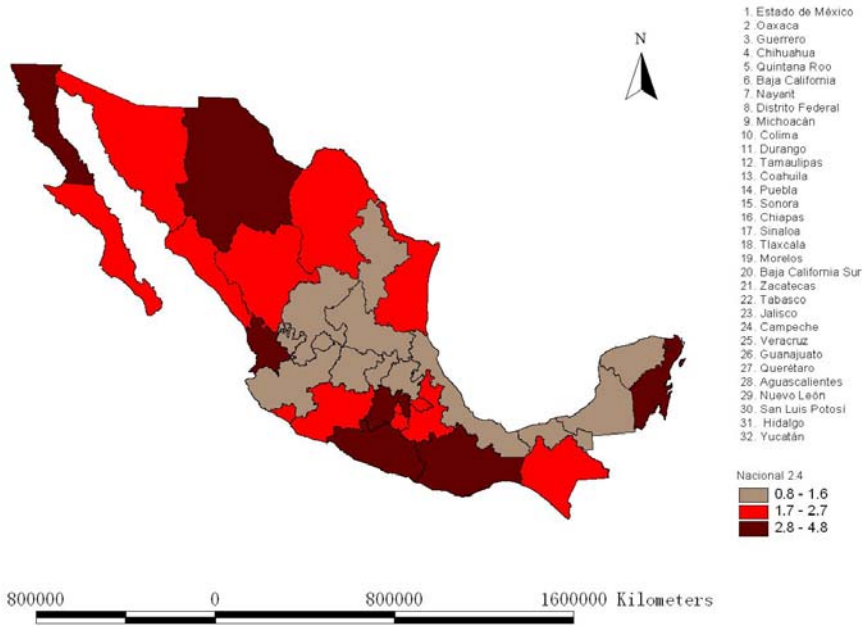 N
1. Estado de México
2. Oaxaca
3. Guerrero
4. Chihuahua
5. Quintana Roo
6. Baja California
7. Nayarit
8. Distrito Federal
9. Michoacán
10. Colima
11. Durango
12. Tamaulipas
13. Coahuila
14. Puebla
15. Sonora
16. Chiapas
17. Sinaloa
18. Tlaxcala
19. Morelos
20. Baja California Sur
21. Zacatecas
22. Tabasco
23. Jalisco
24. Campeche
25. Veracruz
26. Guanajuato
27. Querétaro
28. Aguascalientes
29. Nuevo León
30. San Luis Potosí
31. Hidalgo
32. Yucatán
Nacional 2.4
0.8 - 1.6
1.7 - 2.7
2.8 - 4.8
800000 0 800000 1600000 Kilometers